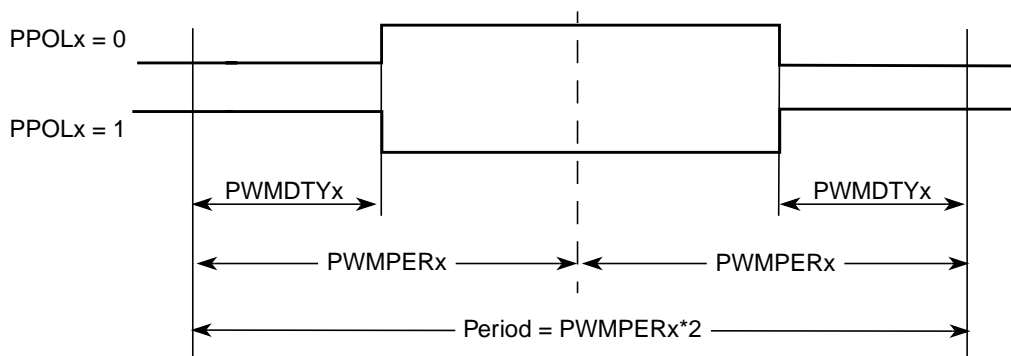 PPOLx = 0
PPOLx = 1
PWMDTYx
PWMDTYx
PWMPERx
PWMPERx
Period = PWMPERx*2